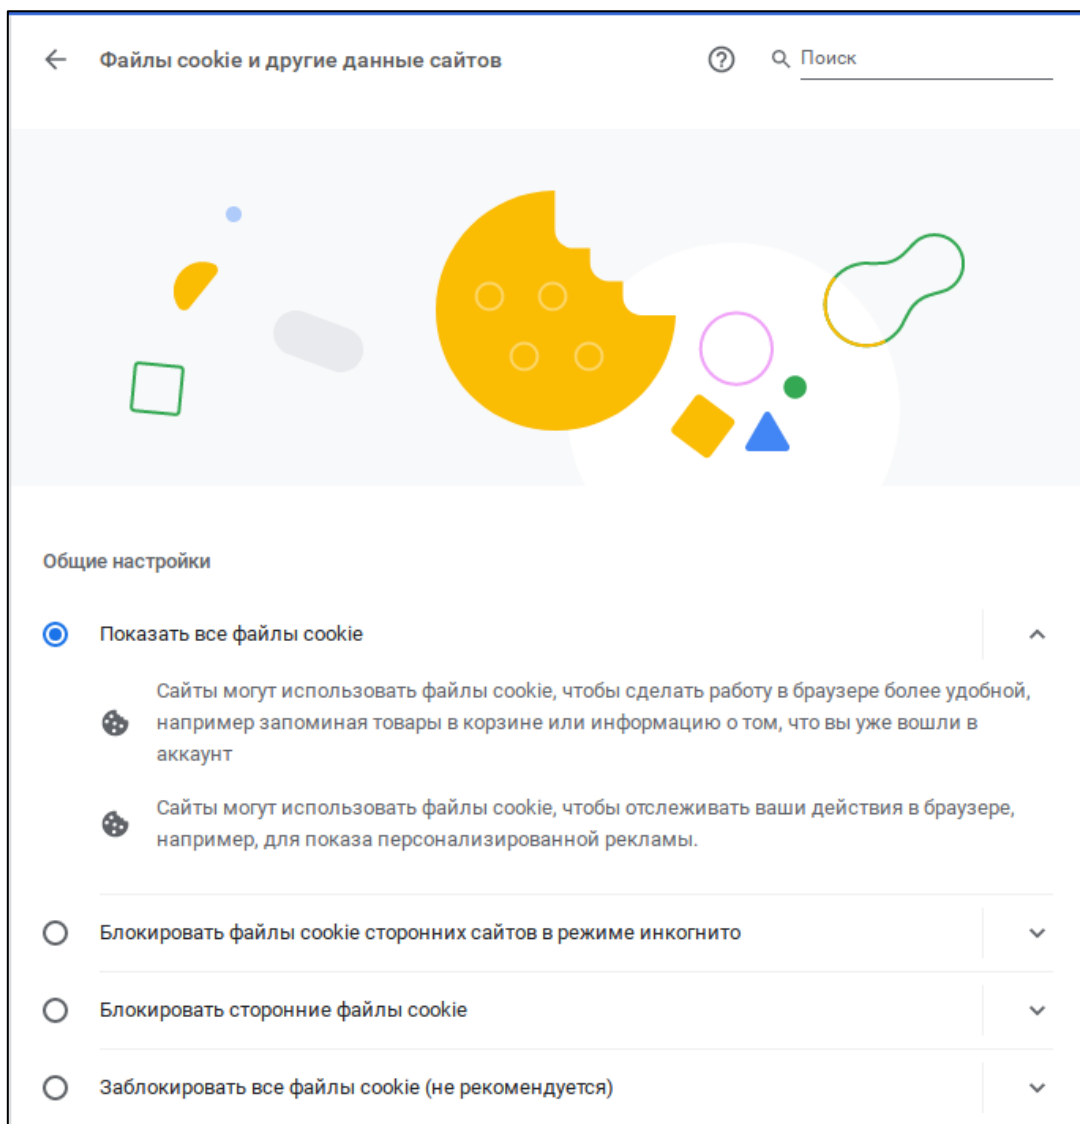 Файлы cookie и другие данные сайтов
Поиск
Общие настройки
Показать все файлы cookie
Сайты могут использовать файлы cookie, чтобы сделать работу в браузере более удобной,
например запоминая товары в корзине или информацию о том, что вы уже вошли в
аккаунт
Сайты могут использовать файлы cookie, чтобы отслеживать ваши действия в браузере,
например, для показа персонализированной рекламы.
Блокировать файлы cookie сторонних сайтов в режиме инкогнито
Блокировать сторонние файлы cookie
Заблокировать все файлы cookie (не рекомендуется)